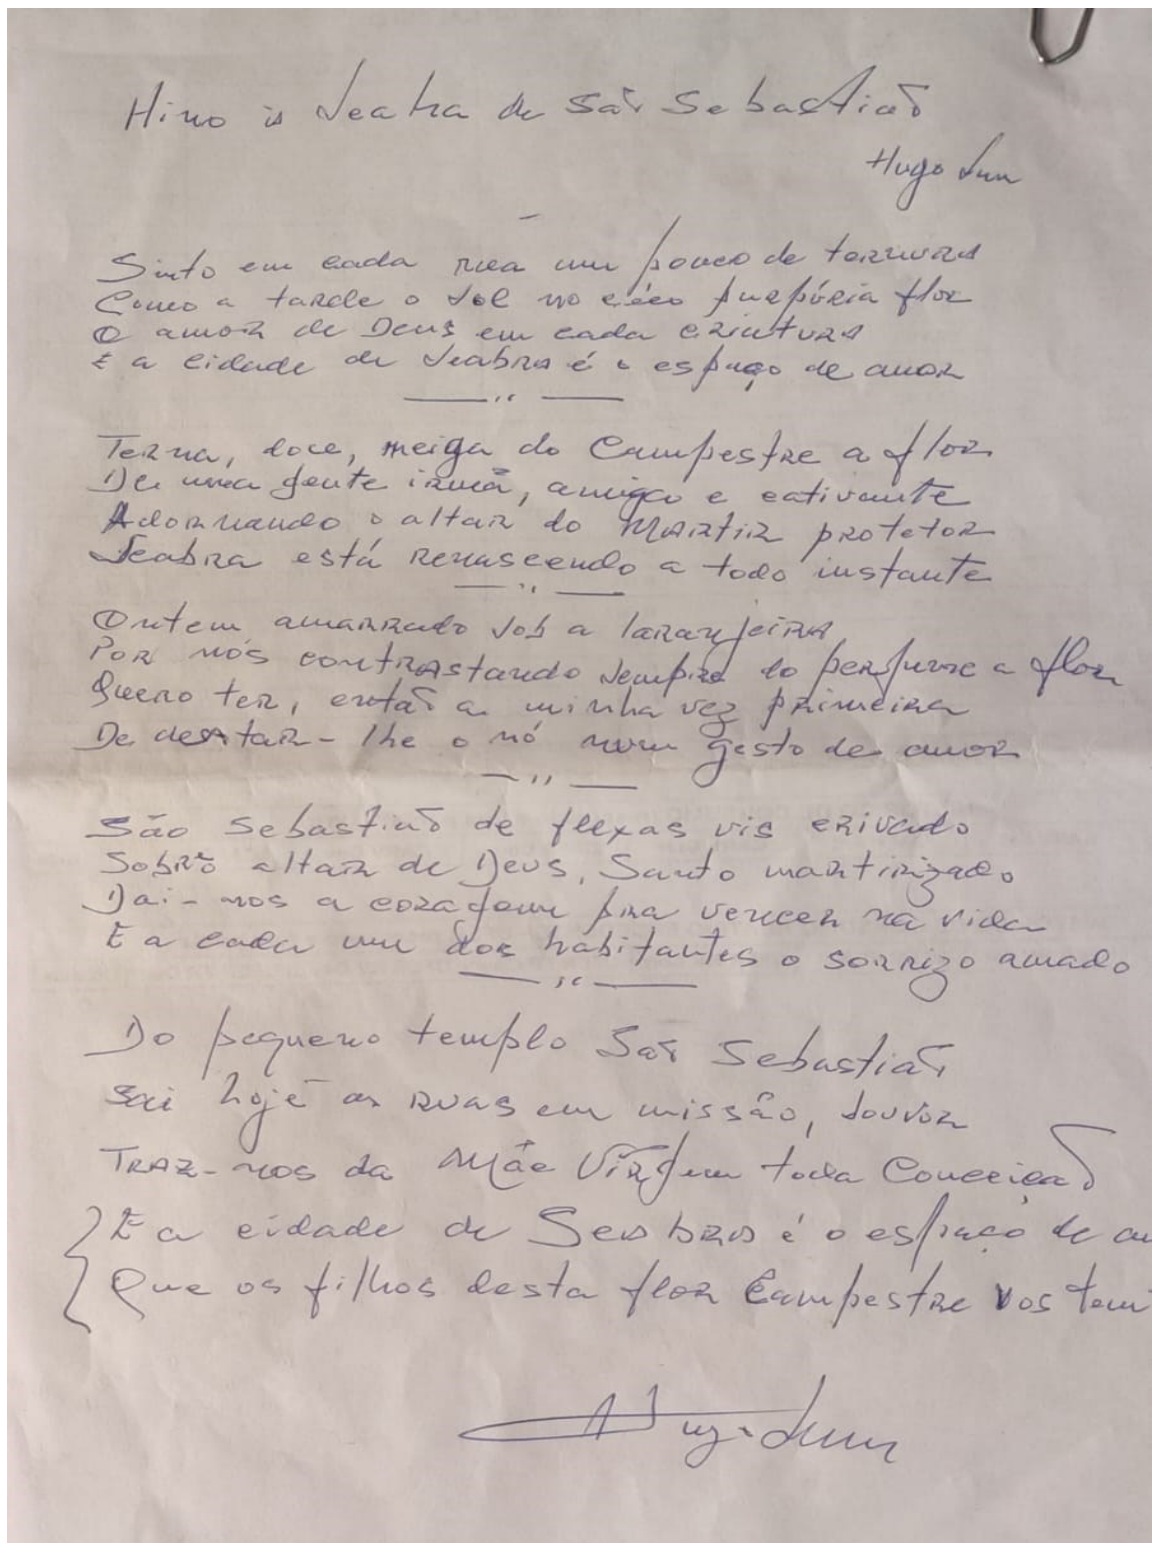 Hino à Seabra de São Sebastião
Hugo Luna
Sinto em cada rua um pouco de ternura
Como a tarde o sol no céeo purpúria flor
O amor de Deus em cada criatura
E a cidade de Seabra é o espaço de amor
Terna, doce, meiga do Campestre a flor
De uma gente irmã, amiga e cativante
Adornando o altar do Martir protetor
Seabra está renascendo a todo instante
Ontem amarrado sob a laranjeira
Por nós contrastando sempre do perfume a flor
Quero ter, então a minha vez primeira
De desatar-lhe o nó num gesto de amor
São Sebastião de flexas vis crivado
Sobre o altar de Deus, Santo martirizado
Dai-nos a coragem pra vencer na vida
E a cada um dos habitantes o sorrizo amado
Do pequeno templo São Sebastião
Sai hoje as ruas em missão, louvor
Traz-nos da Mãe Virgem toda Conceição
E a cidade de Seabra é o espaço de
Que os filhos desta flor Campestre vos tem